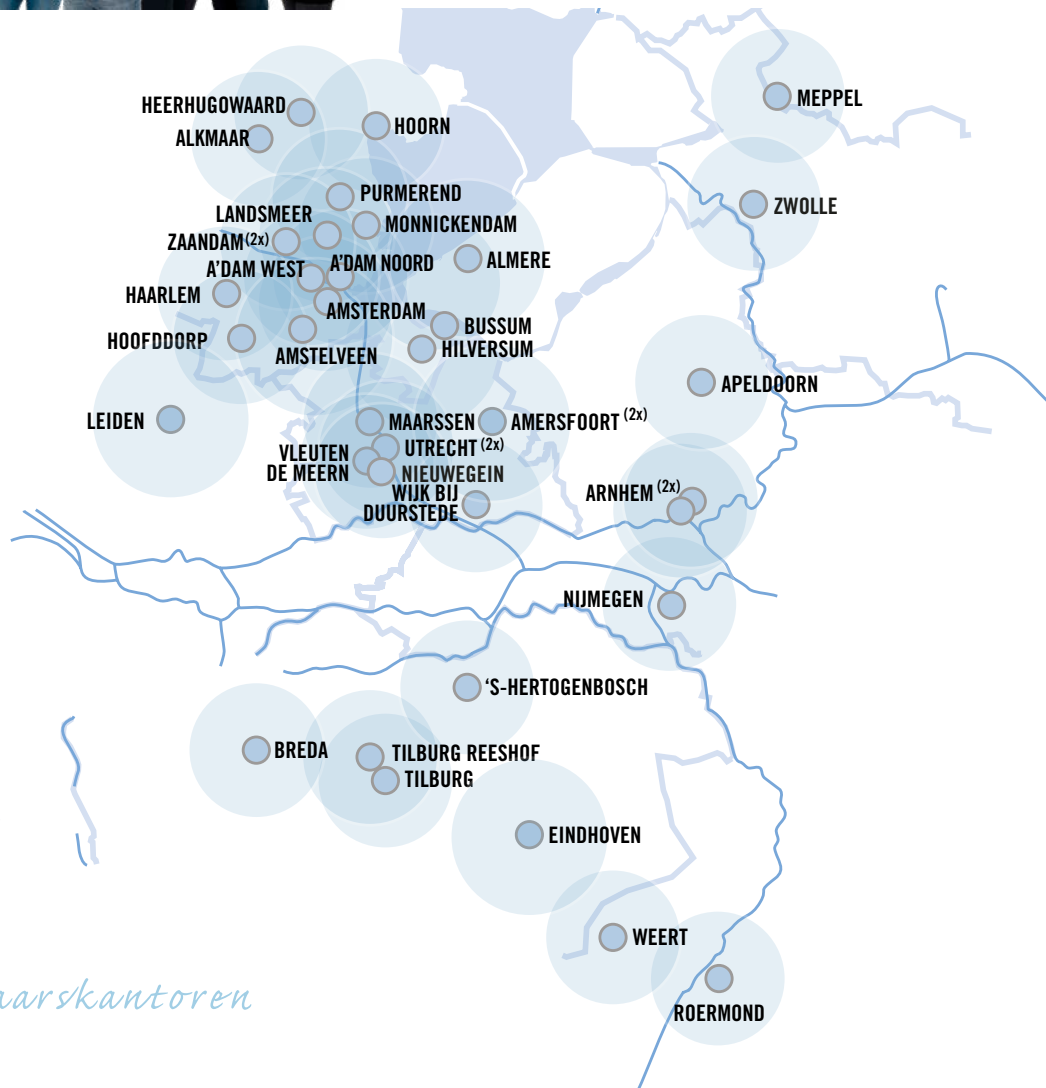 MEPPEL
HEERHUGOWAARD
HOORN
ALKMAAR
PURMEREND
ZWOLLE
LANDSMEER
MONNICKENDAM
ZAANDAM (2x)
ALMERE
A'DAM WEST
A'DAM NOORD
HAARLEM
AMSTERDAM
BUSSUM
HOOFDDORP
HILVERSUM
AMSTELVEEN
APELDOORN
LEIDEN
MAARSSEN
AMERSFOORT (2x)
UTRECHT (2x)
VLEUTEN
DE MEERN
NIEUWEGEIN
WIJK BIJ
DUURSTEDE
ARNHEM (2x)
NIJMEGEN
‘S-HERTOGENBOSCH
BREDA
TILBURG REESHOF
TILBURG
EINDHOVEN
WEERT
aarskantoren
ROERMOND